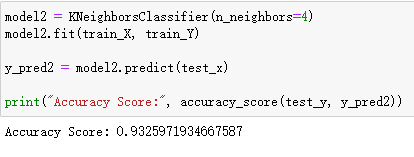 model2 = KNeighborsClassifier(n_neighbors=4)
model2.fit(train_X, train_Y)
y_pred2 = model2.predict(test_x)
print("Accuracy Score:", accuracy_score(test_y, y_pred2))
Accuracy Score: 0.9325971934667587